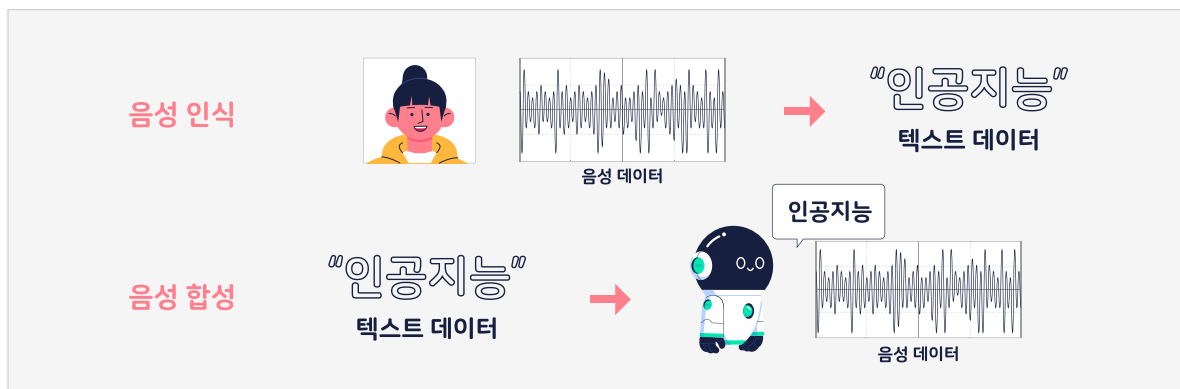 음성 인식
음성 데이터
"인공지능"
텍스트 데이터
음성 합성
"인공지능"
텍스트 데이터
인공지능
음성 데이터